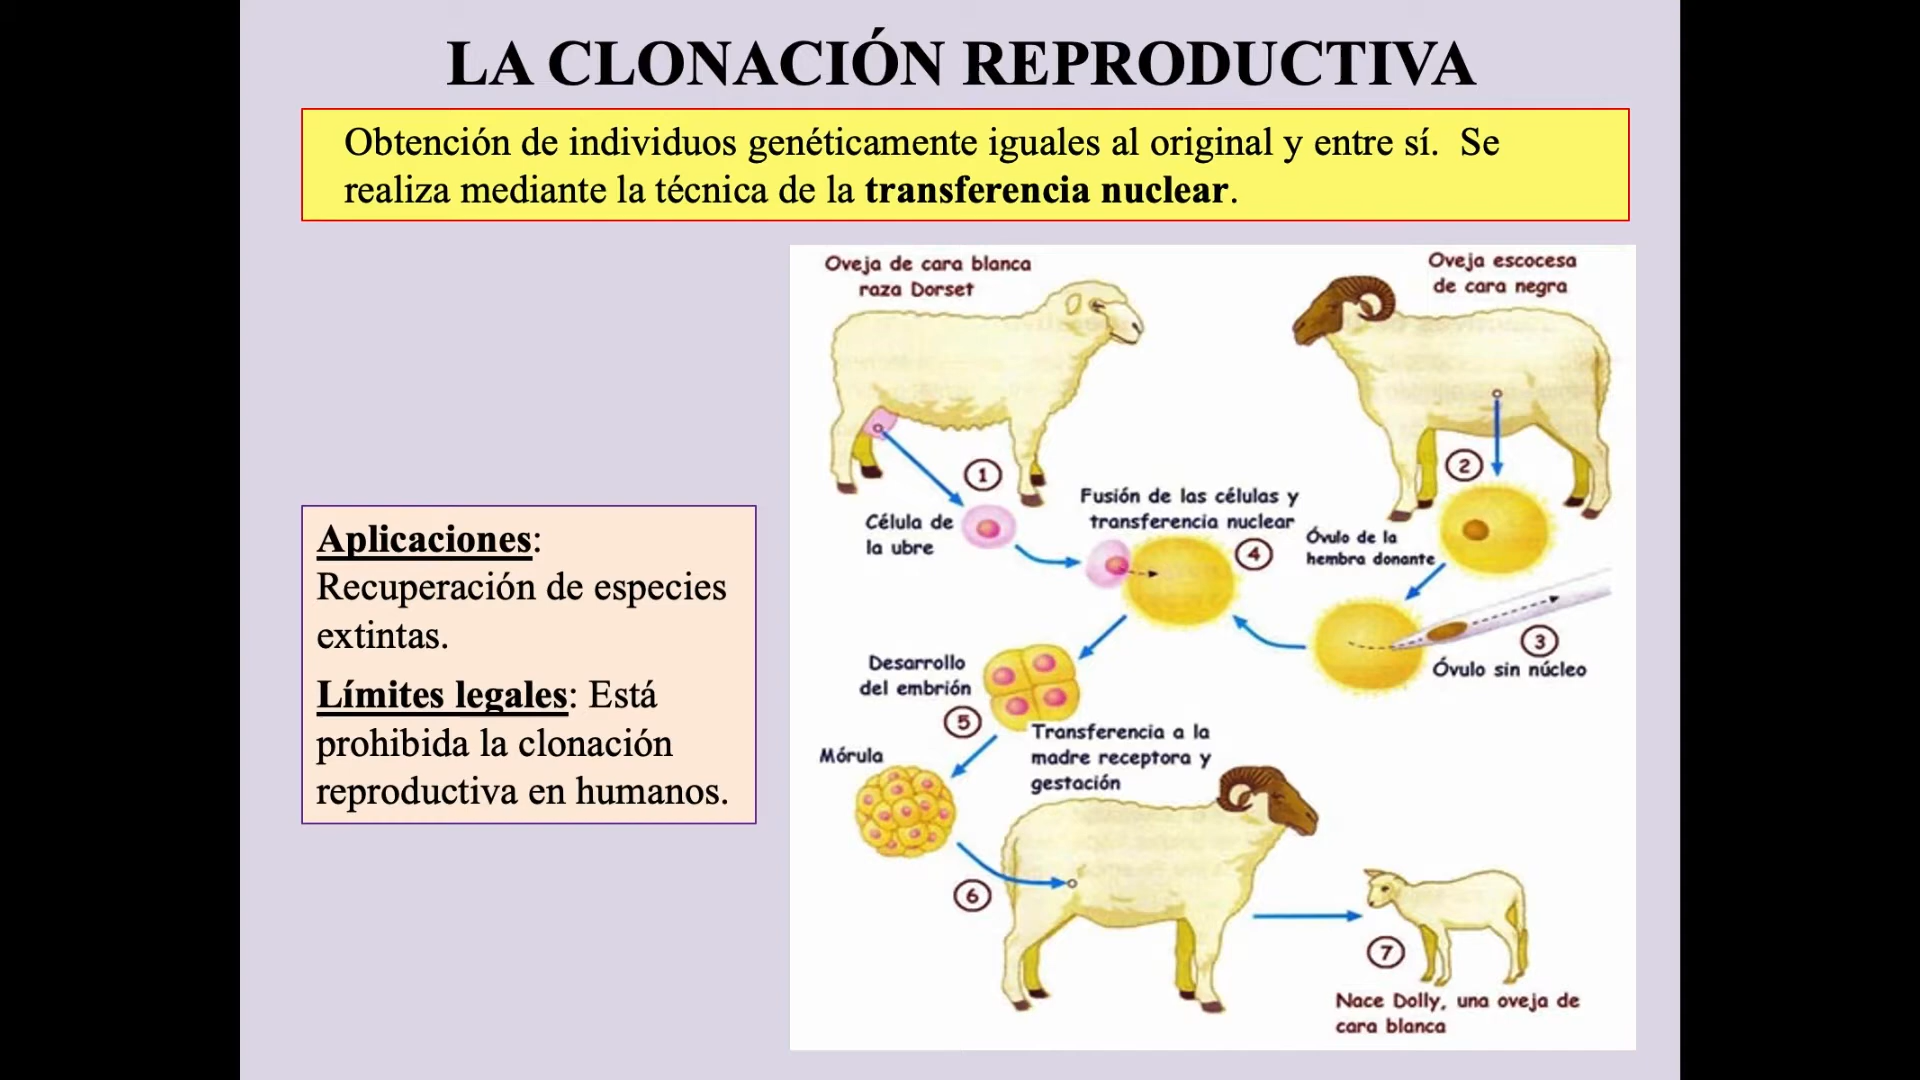 LA CLONACIÓN REPRODUCTIVA
Obtención de individuos genéticamente iguales al original y entre sí. Se
realiza mediante la técnica de la transferencia nuclear.
Aplicaciones:
Recuperación de especies
extintas.
Límites legales: Está
prohibida la clonación
reproductiva en humanos.
Oveja de cara blanca
raza Dorset
Oveja escocesa
de cara negra
1
2
Célula de
la ubre
Fusión de las células y
transferencia nuclear
4
Óvulo de la
hembra donante
3
Óvulo sin núcleo
Desarrollo
del embrión
5
Mórula
Transferencia a la
madre receptora y
gestación
6
7
Nace Dolly, una oveja de
cara blanca